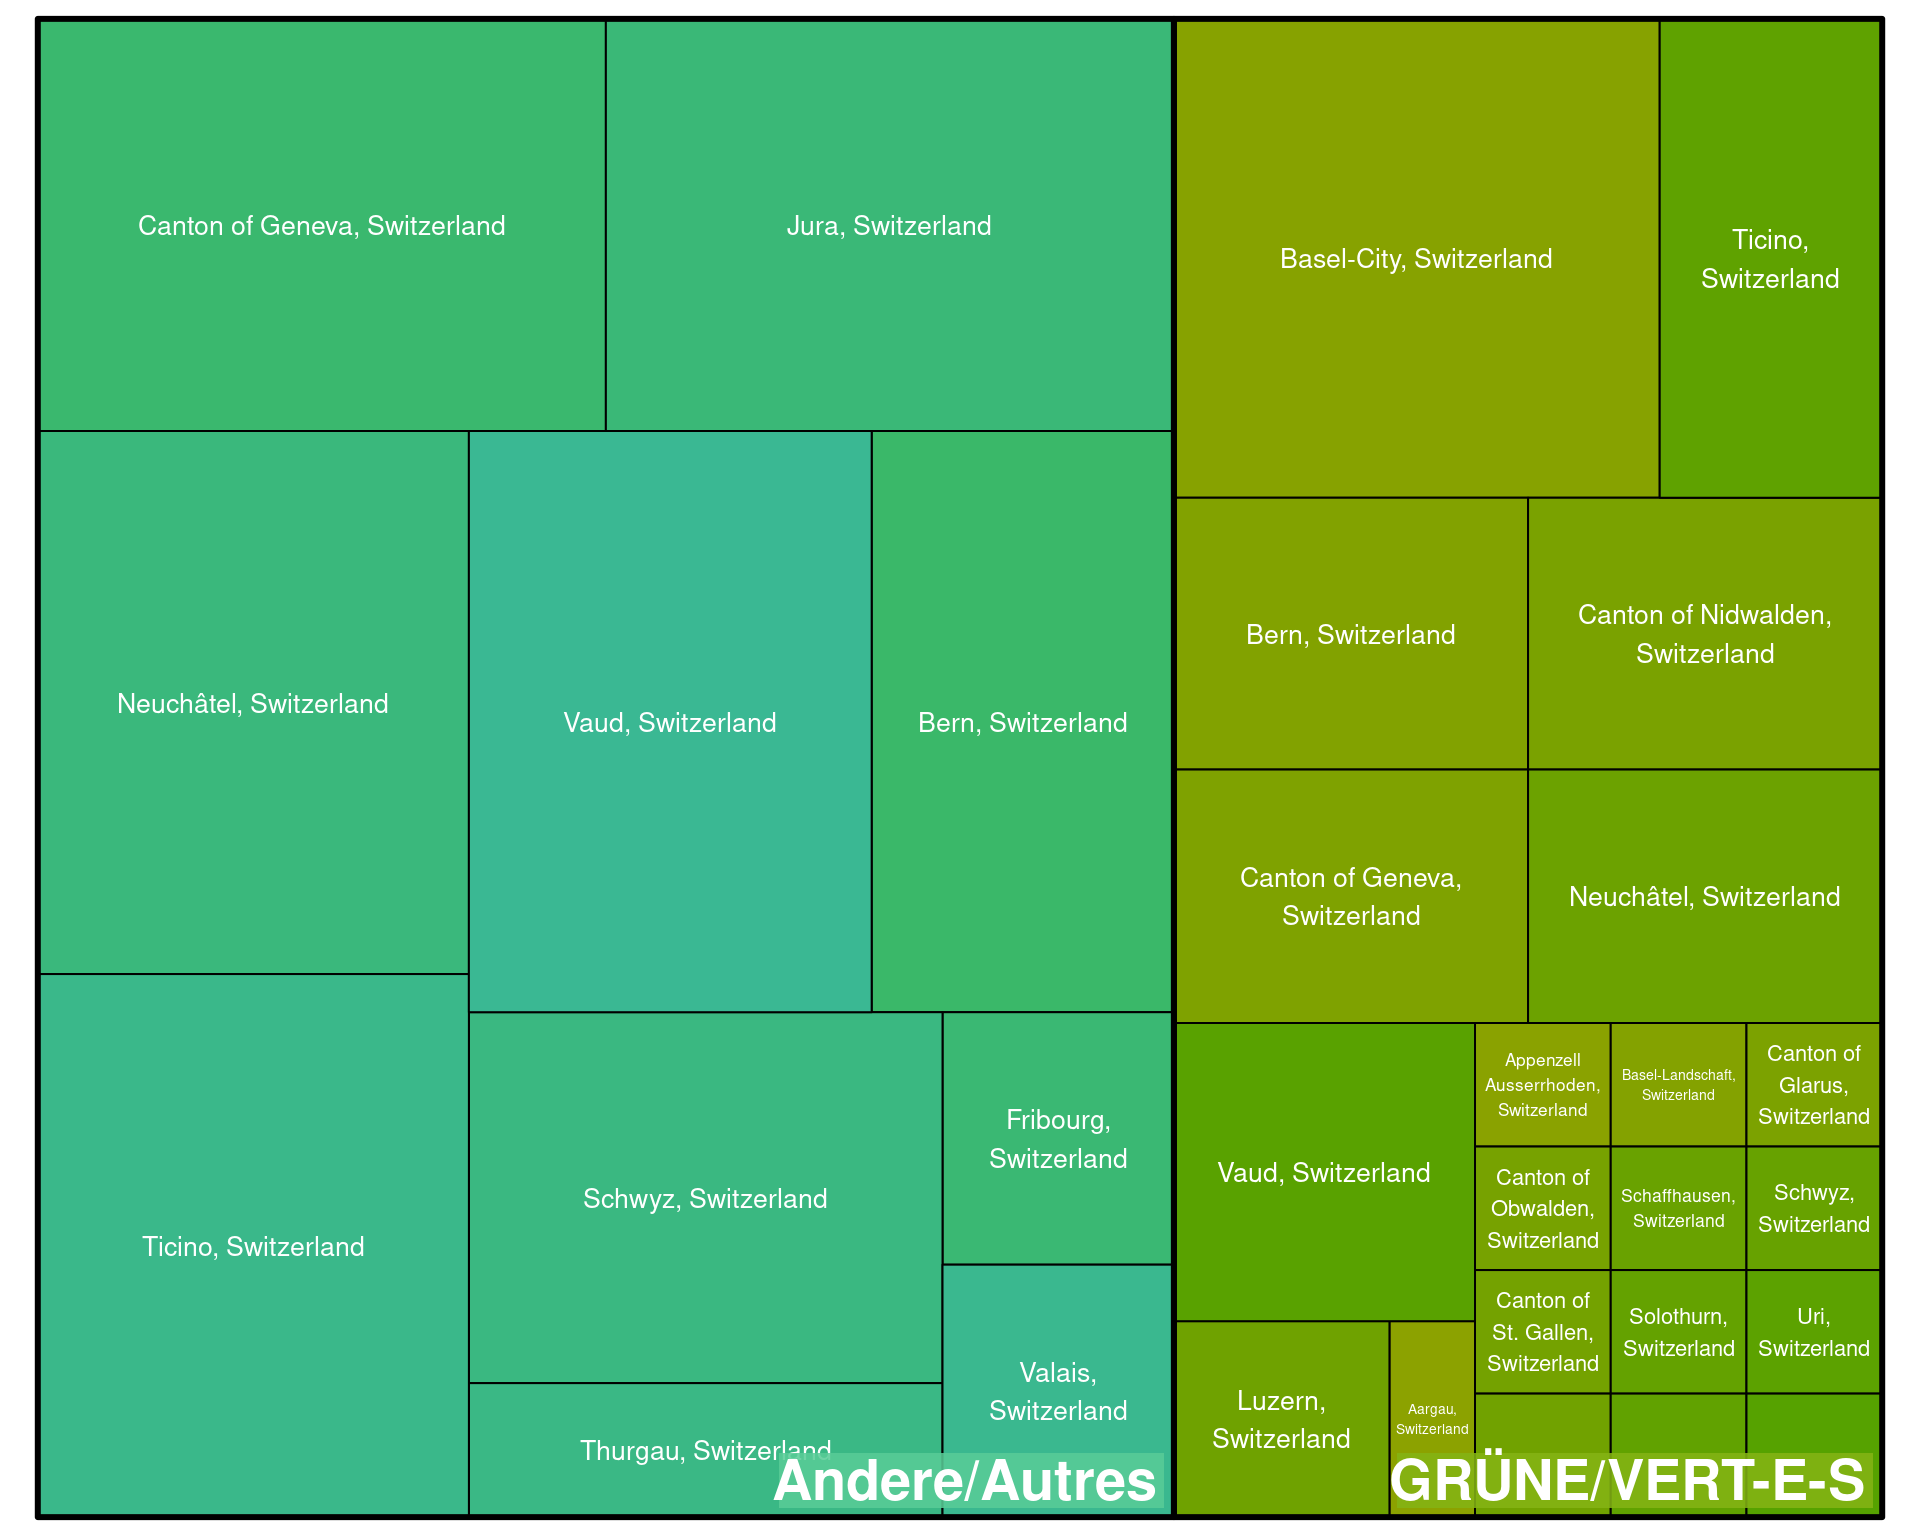 Canton of Geneva, Switzerland
Jura, Switzerland
Neuchâtel, Switzerland
Vaud, Switzerland
Bern, Switzerland
Ticino, Switzerland
Schwyz, Switzerland
Fribourg,
Switzerland
Valais,
Switzerland
Thurgau, Switzerland
Andere/Autres
Basel-City, Switzerland
Ticino,
Switzerland
Bern, Switzerland
Canton of Nidwalden,
Switzerland
Canton of Geneva,
Switzerland
Neuchâtel, Switzerland
Vaud, Switzerland
Appenzell
Ausserrhoden,
Switzerland
Basel-Landschaft,
Switzerland
Canton of
Glarus,
Switzerland
Canton of
Obwalden,
Switzerland
Schaffhausen,
Switzerland
Schwyz,
Switzerland
Canton of
St. Gallen,
Switzerland
Solothurn,
Switzerland
Uri,
Switzerland
Luzern,
Switzerland
Aargau,
Switzerland
GRÜNE/VERT-E-S